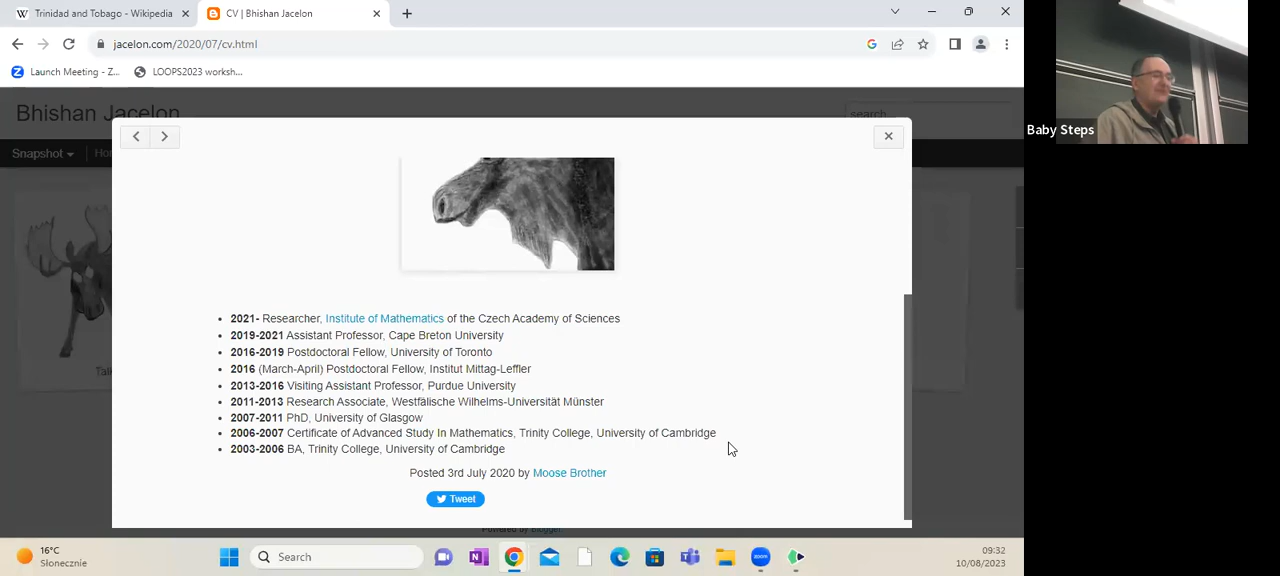 Trinidad and Tobago - Wikipedia
CV | Bhishan Jacelon
jacelon.com/2020/07/cv.html
Launch Meeting - Z...
LOOPS2023 worksh...
Bhishan Jacelon
search
Snapshot
Baby Steps
2021- Researcher, Institute of Mathematics of the Czech Academy of Sciences
2019-2021 Assistant Professor, Cape Breton University
2016-2019 Postdoctoral Fellow, University of Toronto
2016 (March-April) Postdoctoral Fellow, Institut Mittag-Leffler
2013-2016 Visiting Assistant Professor, Purdue University
2011-2013 Research Associate, Westfälische Wilhelms-Universität Münster
2007-2011 PhD, University of Glasgow
2006-2007 Certificate of Advanced Study In Mathematics, Trinity College, University of Cambridge
2003-2006 BA, Trinity College, University of Cambridge
Posted 3rd July 2020 by Moose Brother
Tweet
Powered by Blogger
16°C
Słonecznie
Search
zoom
09:32
10/08/2023